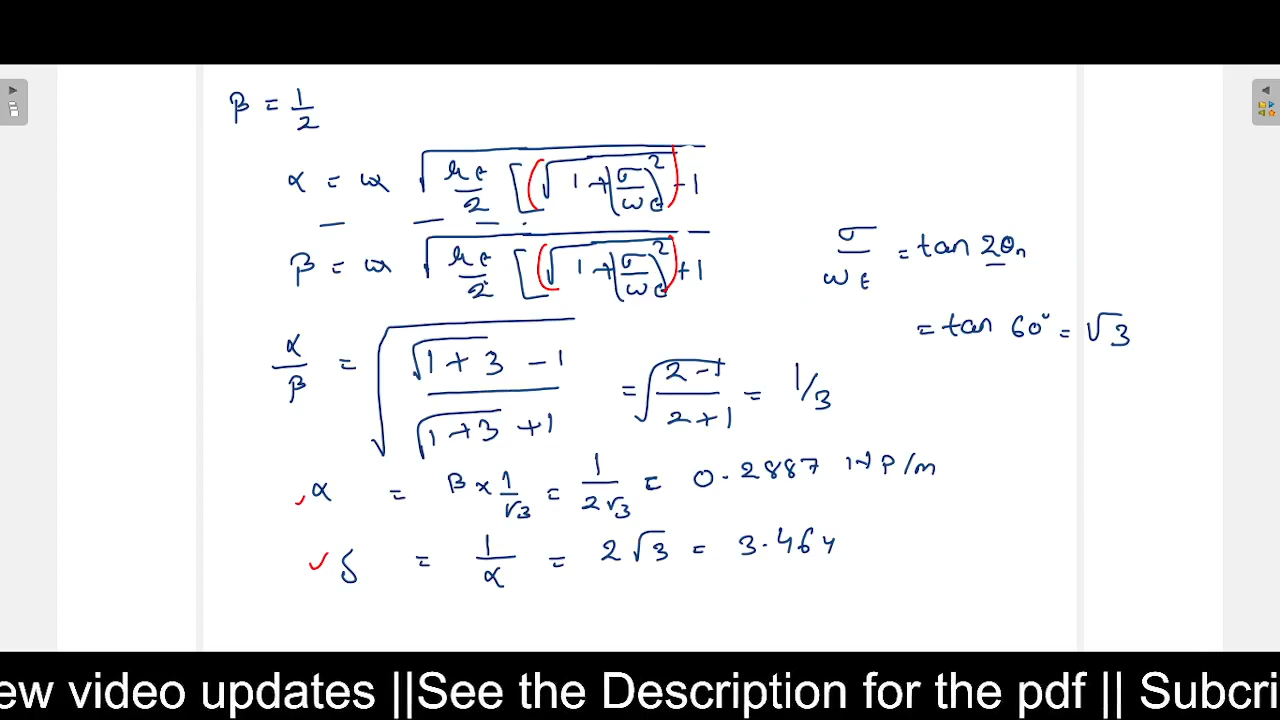 β = 1/2
α = ω √(με/2 [(√(1+(σ/ωε)²) -1
β = ω √(με/2 [(√(1+(σ/ωε)²) +1
σ/ωε = tan 2θn
= tan 60° = √3
α/β = √((√(1+3) -1)/(√(1+3) +1)) = √((2-1)/(2+1)) = 1/3
α = β × 1/√3 = 1/2√3 = 0.2887 NP/m
δ = 1/α = 2√3 = 3.464
ew video updates ||See the Description for the pdf || Subcri